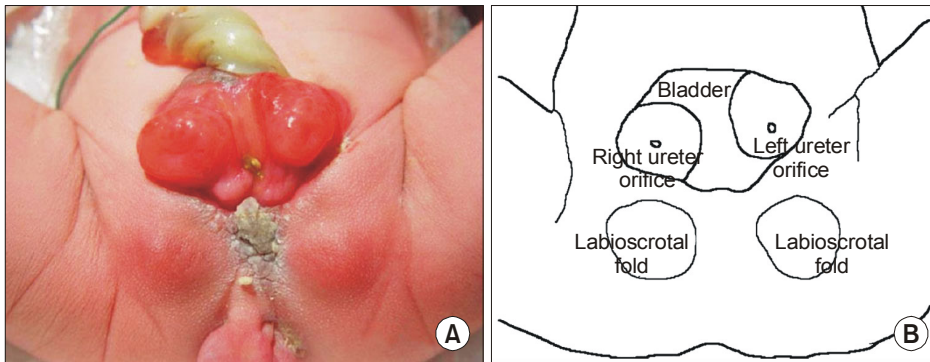 A
Bladder
Right ureter
orifice
Left ureter
orifice
Labioscrotal
fold
Labioscrotal
fold
B